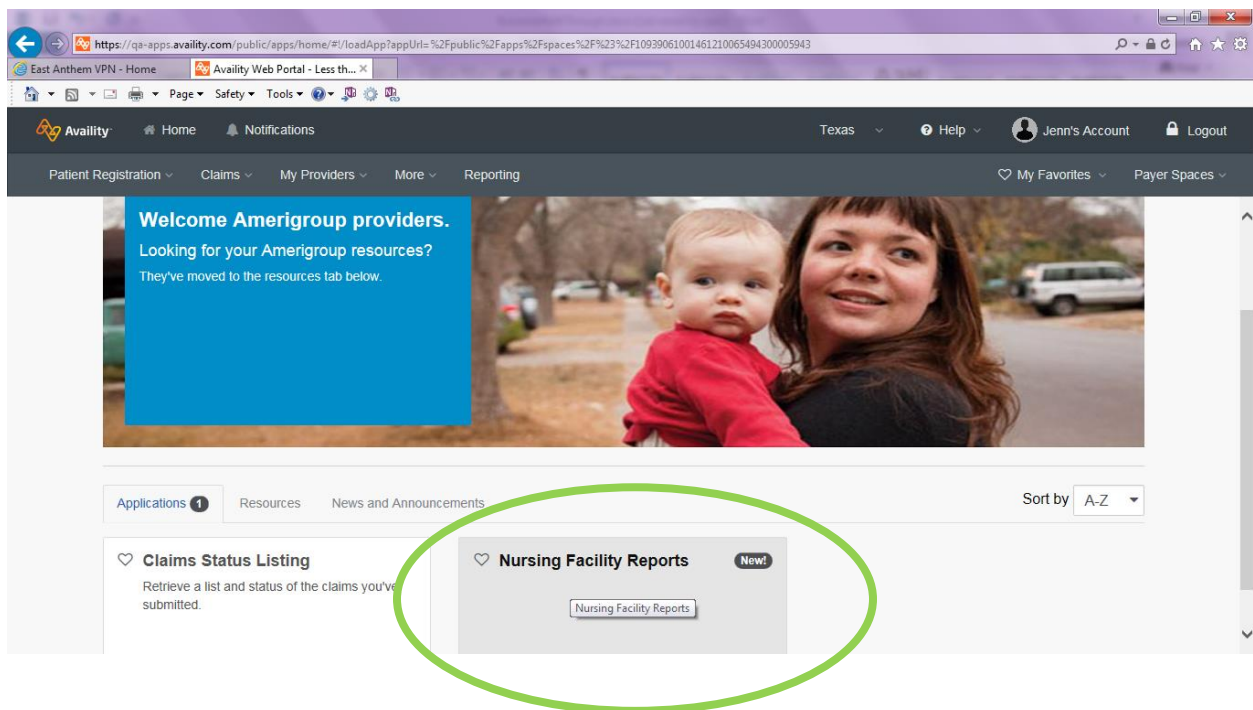 https://qa-apps.availity.com/public/apps/home/#!/loadApp?appUrl=%2Fpublic%2Fapps%2Fspaces%2F%23%2F10939061001461210065494300005943
East Anthem VPN - Home
Availity Web Portal - Less th...
Page Safety Tools
Availity Home Notifications Texas Help Jenn's Account Logout
Patient Registration Claims My Providers More Reporting My Favorites Payer Spaces
Welcome Amerigroup providers.
Looking for your Amerigroup resources?
They've moved to the resources tab below.
Applications 1 Resources News and Announcements Sort by A-Z
Claims Status Listing
Retrieve a list and status of the claims you've
submitted.
Nursing Facility Reports New!
Nursing Facility Reports